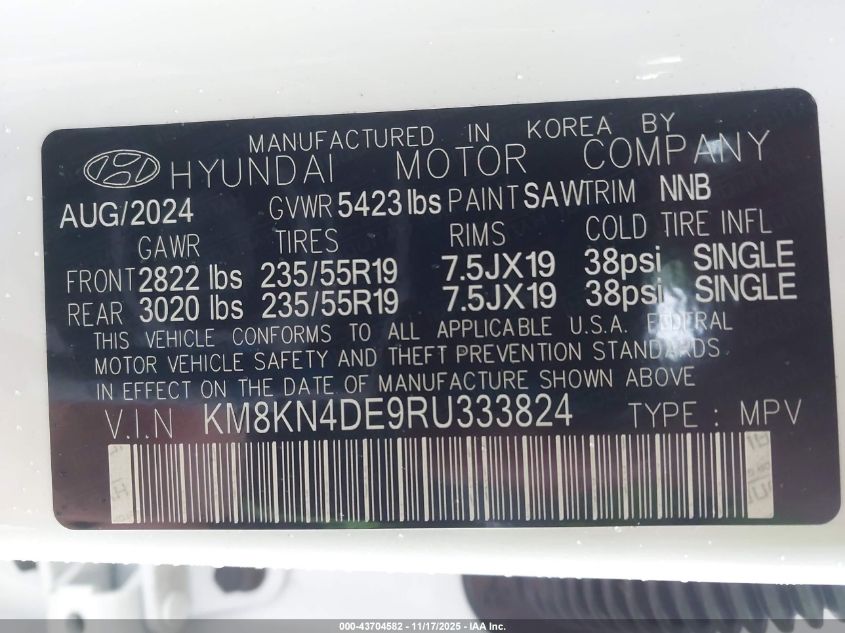 MANUFACTURED IN KOREA BY
HYUNDAI MOTOR COMPANY
AUG/2024 GVWR 5423 lbs PAINT SAW TRIM NNB
GAWR TIRES RIMS COLD TIRE INFL
FRONT 2822 lbs 235/55R19 7.5JX19 38psi SINGLE
REAR 3020 lbs 235/55R19 7.5JX19 38psi SINGLE
THIS VEHICLE CONFORMS TO ALL APPLICABLE U.S.A. FEDERAL
MOTOR VEHICLE SAFETY AND THEFT PREVENTION STANDARDS
IN EFFECT ON THE DATE OF MANUFACTURE SHOWN ABOVE
V.I.N KM8KN4DE9RU333824 TYPE : MPV
000-43704582 - 11/17/2025 - IAA Inc.